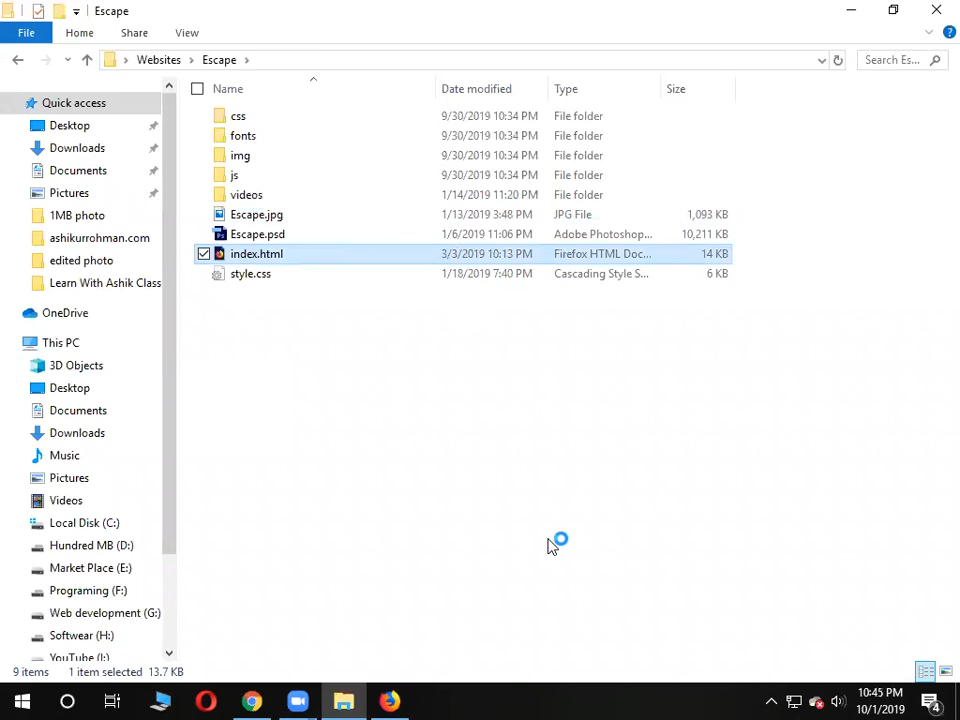 Escape
File Home Share View
Websites Escape Search Es...
Name Date modified Type Size
Quick access
Desktop
Downloads
Documents
Pictures
1MB photo
ashikurrohman.com
edited photo
Learn With Ashik Class
OneDrive
This PC
3D Objects
Desktop
Documents
Downloads
Music
Pictures
Videos
Local Disk (C:)
Hundred MB (D:)
Market Place (E:)
Programing (F:)
Web development (G:)
Softwear (H:)
YouTube (I:)
css 9/30/2019 10:34 PM File folder
fonts 9/30/2019 10:34 PM File folder
img 9/30/2019 10:34 PM File folder
js 9/30/2019 10:34 PM File folder
videos 1/14/2019 11:20 PM File folder
Escape.jpg 1/13/2019 3:48 PM JPG File 1,093 KB
Escape.psd 1/6/2019 11:06 PM Adobe Photoshop... 10,211 KB
index.html 3/3/2019 10:13 PM Firefox HTML Doc... 14 KB
style.css 1/18/2019 7:40 PM Cascading Style S... 6 KB
9 items 1 item selected 13.7 KB
10:45 PM
10/1/2019
4